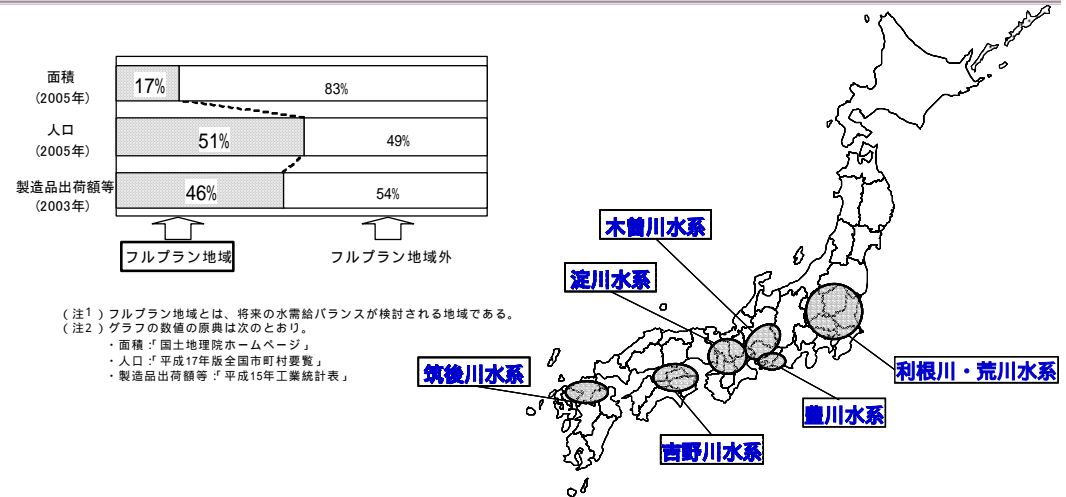 面積
(2005年)
17%
83%
人口
(2005年)
51%
49%
製造品出荷額等
(2003年)
46%
54%
フルプラン地域
フルプラン地域外
(注1)フルプラン地域とは、将来の水需給バランスが検討される地域である。
(注2)グラフの数値の原典は次のとおり。
・面積:「国土地理院ホームページ」
・人口:「平成17年版全国市町村要覧」
・製造品出荷額等:「平成15年工業統計表」
木曽川水系
淀川水系
筑後川水系
利根川・荒川水系
豊川水系
吉野川水系